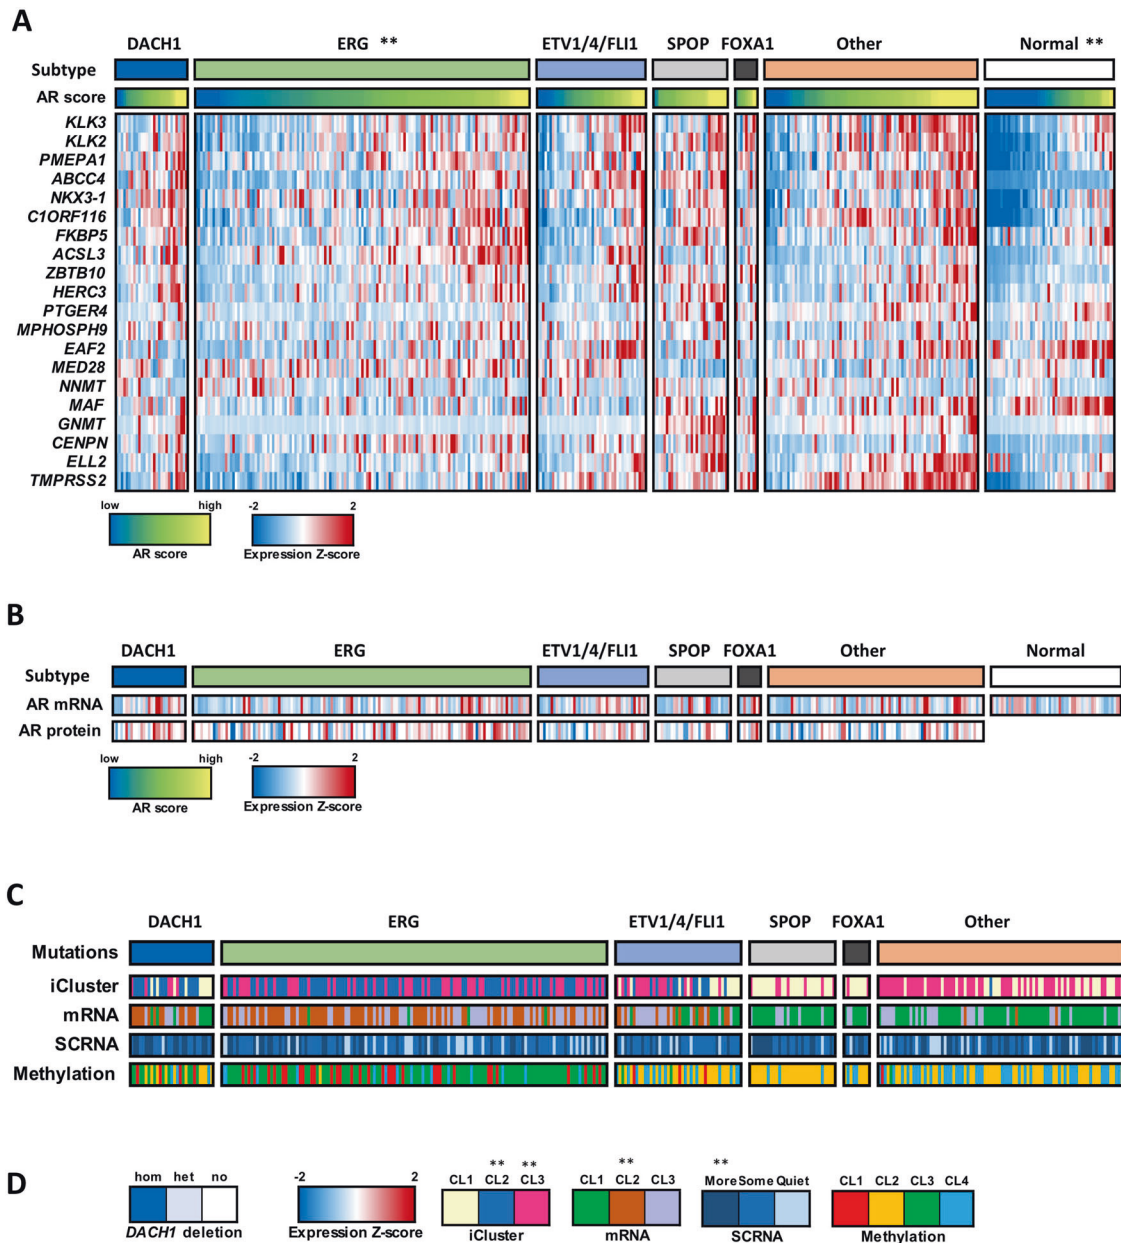 A
DACH1 ERG ** ETV1/4/FLI1 SPOP FOXA1 Other Normal **
Subtype
AR score
KLK3
KLK2
PMEPA1
ABCC4
NKX3-1
C1ORF116
FKBP5
ACSL3
ZBTB10
HERC3
PTGER4
MPHOSPH9
EAF2
MED28
NNMT
MAF
GNMT
CENPN
ELL2
TMPRSS2
low high -2 2
AR score Expression Z-score
B
DACH1 ERG ETV1/4/FLI1 SPOP FOXA1 Other Normal
Subtype
AR mRNA
AR protein
low high -2 2
AR score Expression Z-score
C
DACH1 ERG ETV1/4/FLI1 SPOP FOXA1 Other
Mutations
iCluster
mRNA
SCRNA
Methylation
D
** ** ** **
hom het no -2 2 CL1 CL2 CL3 CL1 CL2 CL3 More Some Quiet CL1 CL2 CL3 CL4
DACH1 deletion Expression Z-score iCluster mRNA SCRNA Methylation